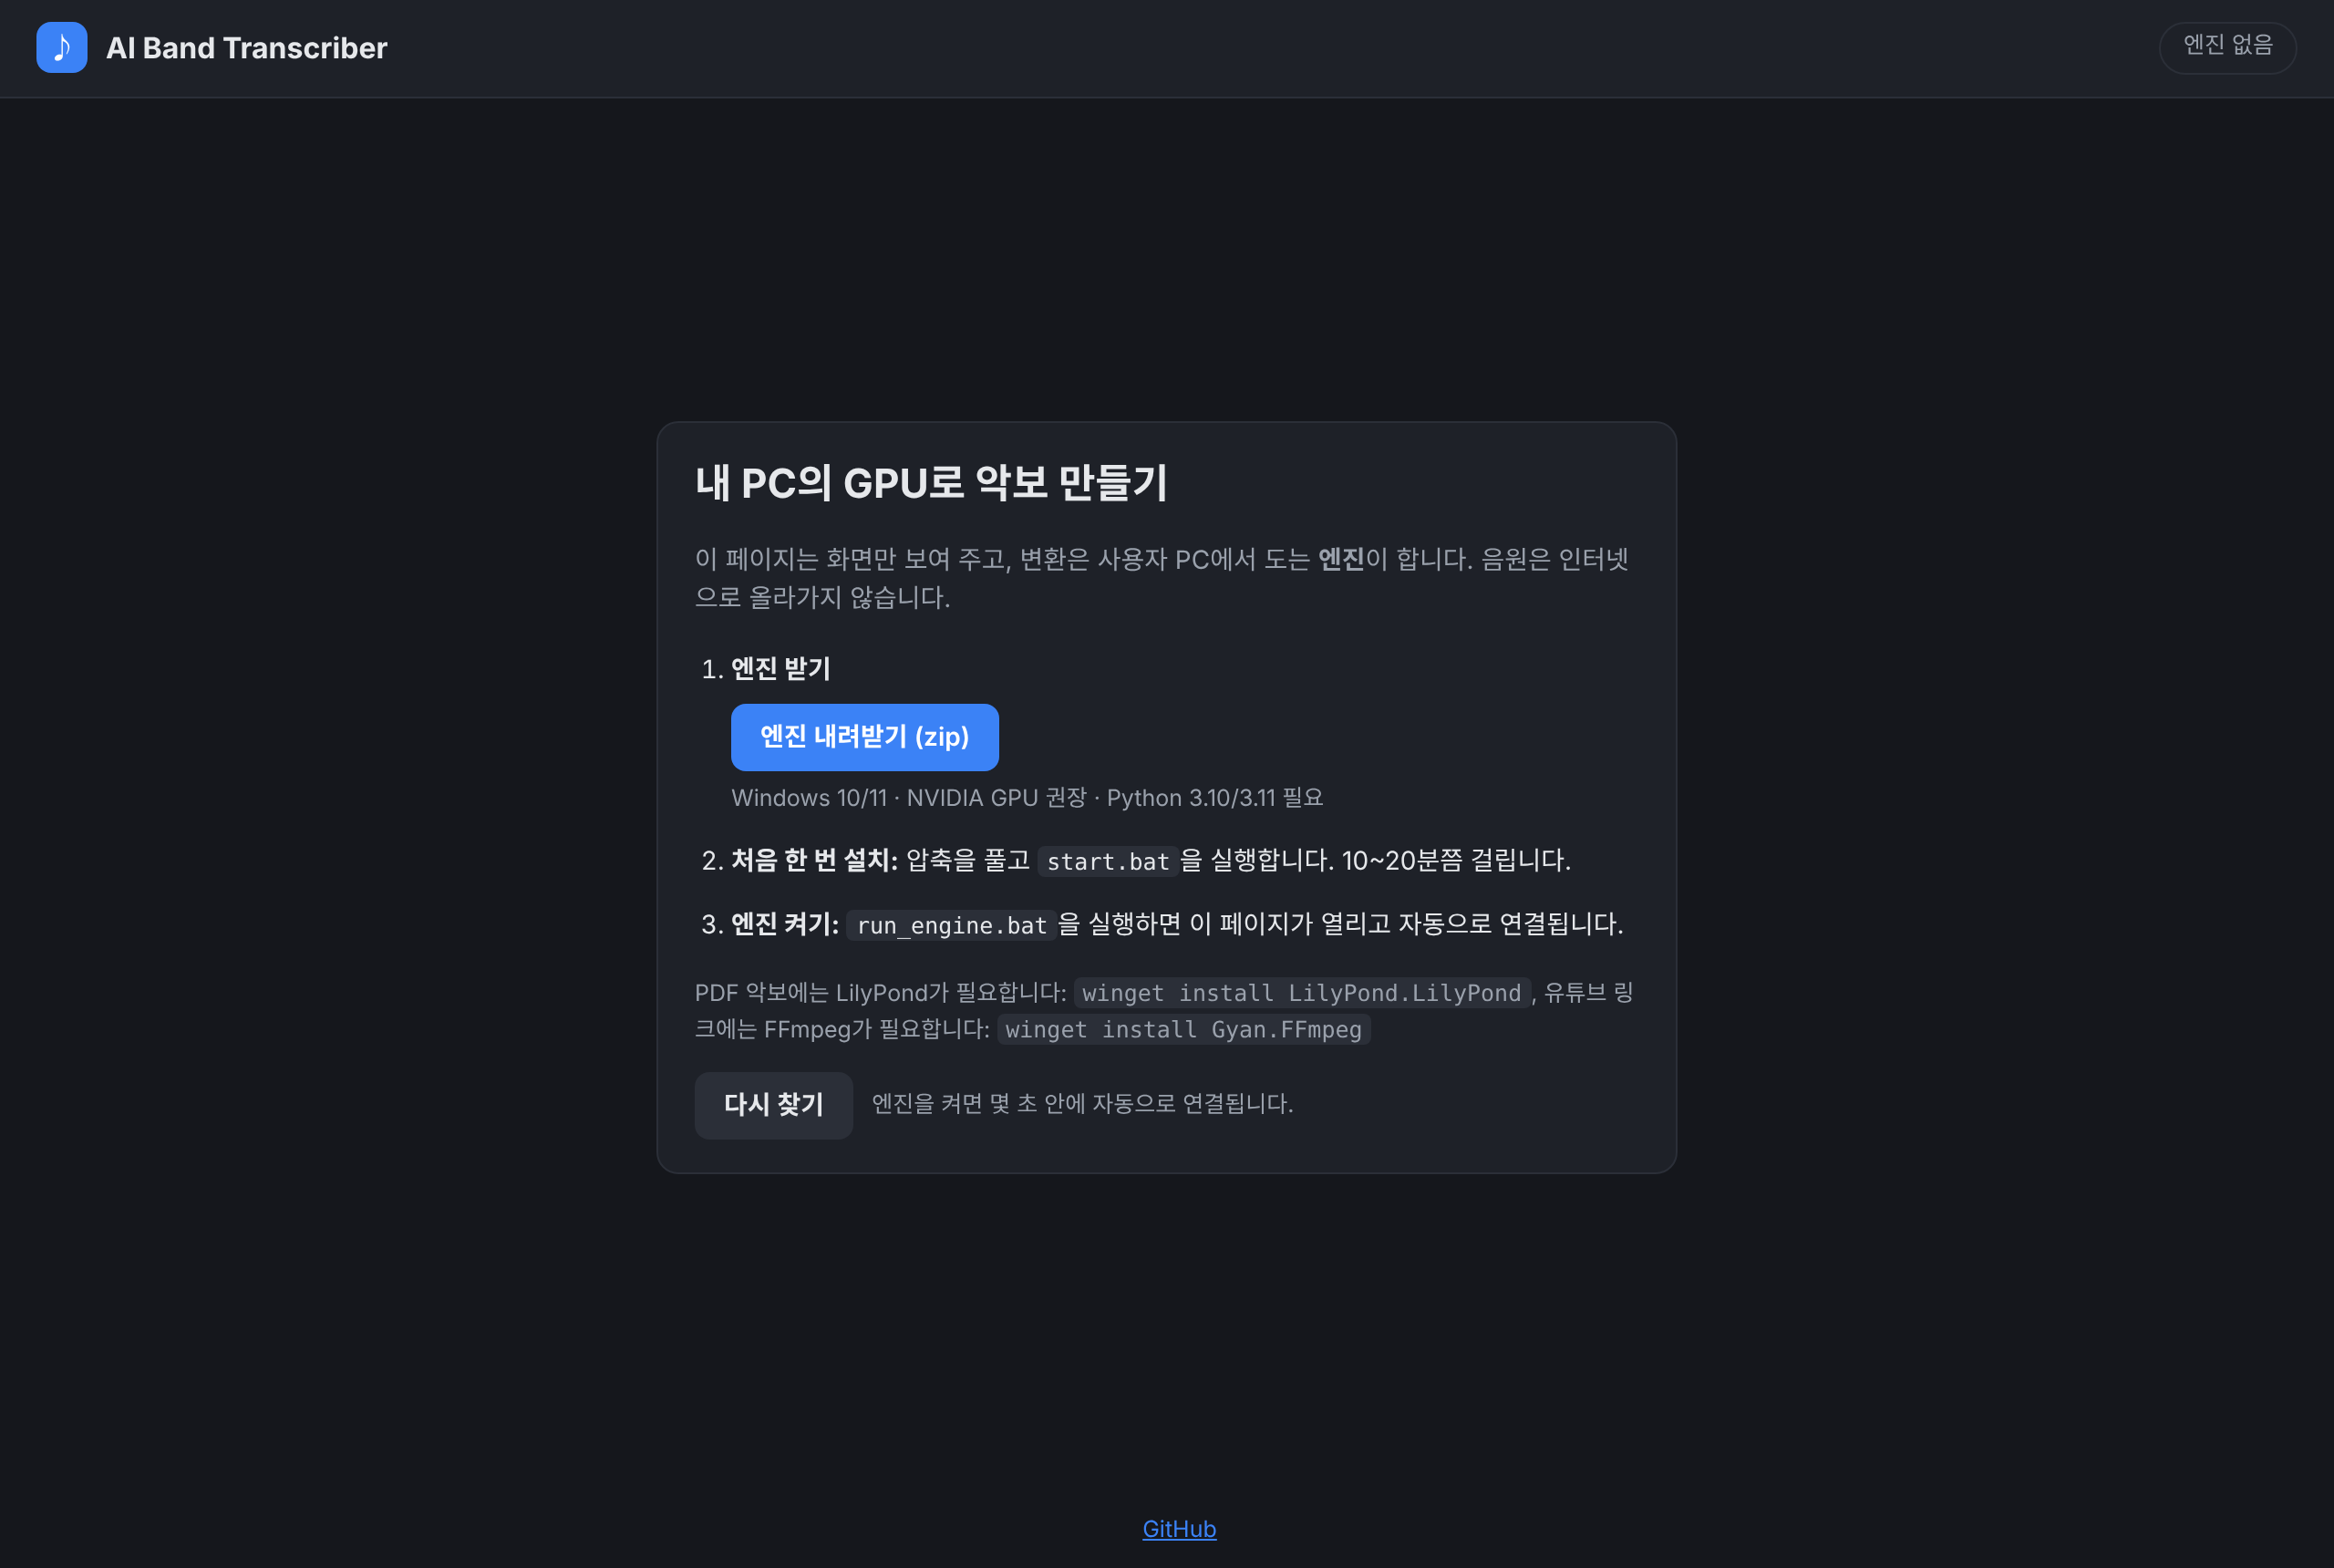 AI Band Transcriber
엔진 없음
내 PC의 GPU로 악보 만들기
이 페이지는 화면만 보여 주고, 변환은 사용자 PC에서 도는 엔진이 합니다. 음원은 인터넷
으로 올라가지 않습니다.
1. 엔진 받기
엔진 내려받기 (zip)
Windows 10/11 · NVIDIA GPU 권장 · Python 3.10/3.11 필요
2. 처음 한 번 설치: 압축을 풀고 start.bat을 실행합니다. 10~20분쯤 걸립니다.
3. 엔진 켜기: run_engine.bat을 실행하면 이 페이지가 열리고 자동으로 연결됩니다.
PDF 악보에는 LilyPond가 필요합니다: winget install LilyPond.LilyPond, 유튜브 링
크에는 FFmpeg가 필요합니다: winget install Gyan.FFmpeg
다시 찾기 엔진을 켜면 몇 초 안에 자동으로 연결됩니다.
GitHub